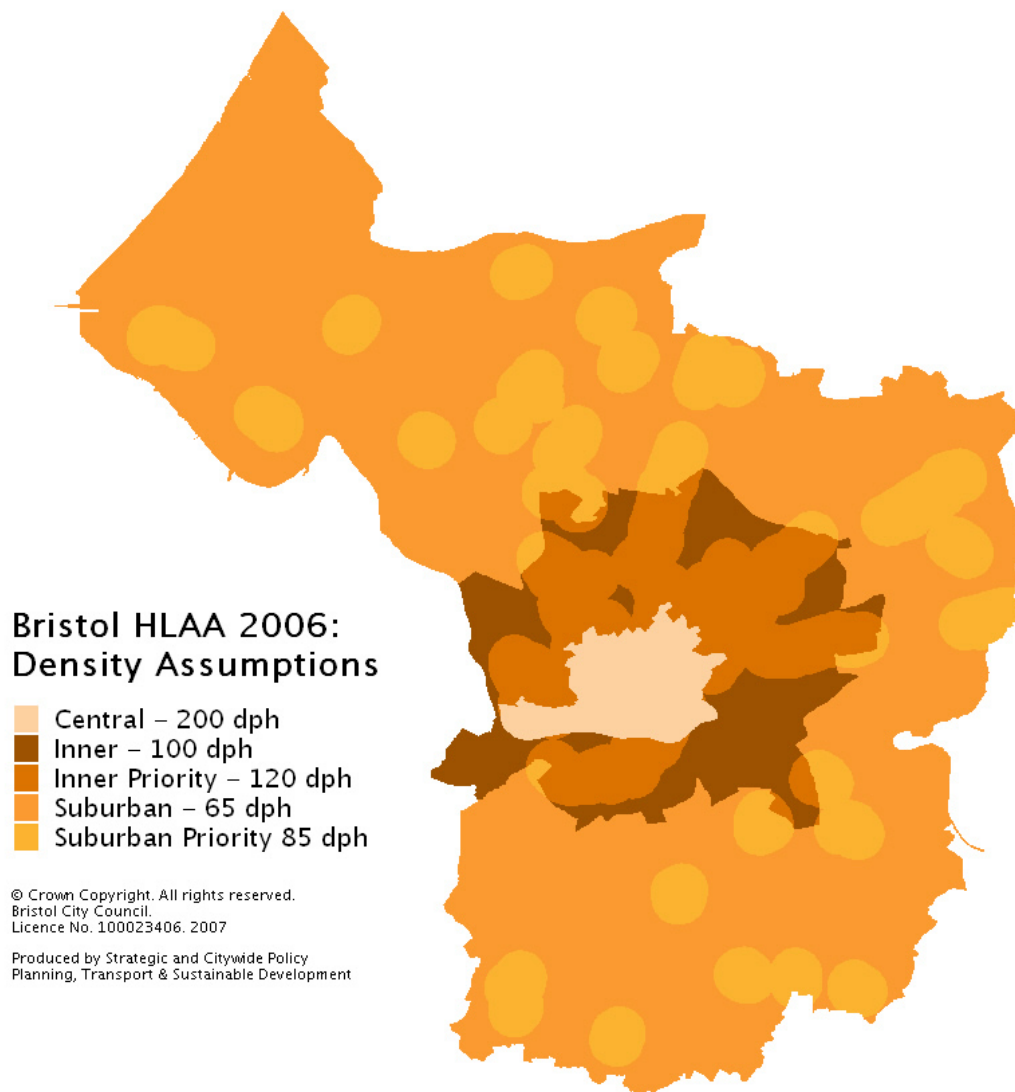 Bristol HLAA 2006:
Density Assumptions
Central – 200 dph
Inner – 100 dph
Inner Priority – 120 dph
Suburban – 65 dph
Suburban Priority 85 dph
© Crown Copyright. All rights reserved.
Bristol City Council.
Licence No. 100023406. 2007
Produced by Strategic and Citywide Policy
Planning, Transport & Sustainable Development